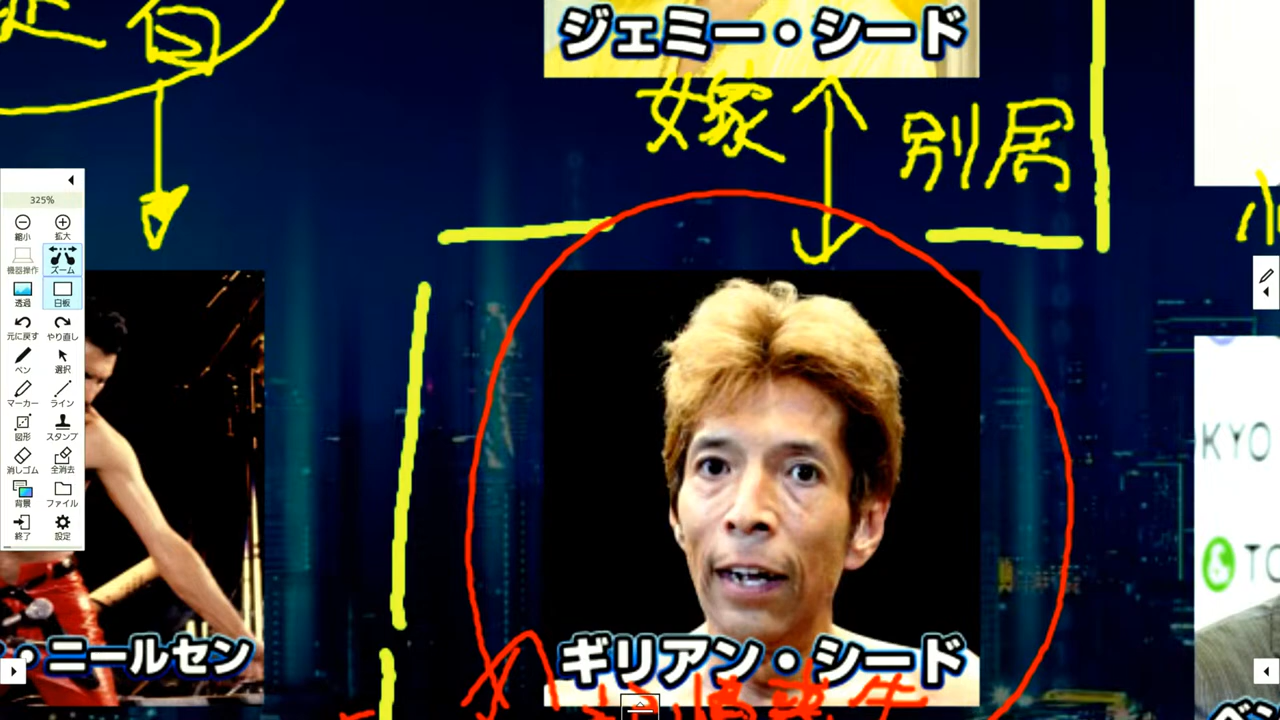 ジェミー・シード
嫁
別居
325%
縮小
拡大
機器操作
ズーム
透過
白板
元に戻す
やり直し
ペン
選択
マーカー
ライン
図形
スタンプ
消しゴム
全消去
背景
ファイル
終了
設定
KYO
TO
・ニールセン
ギリアン・シード